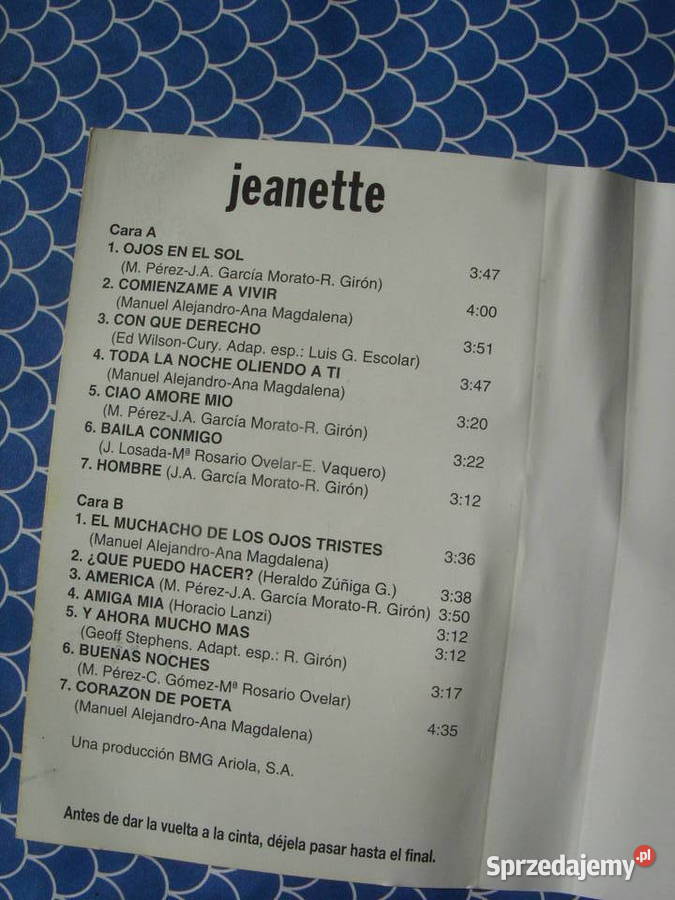 jeanette
Cara A
1. OJOS EN EL SOL
(M. Pérez-J.A. García Morato-R. Girón) 3:47
2. COMIENZAME A VIVIR
(Manuel Alejandro-Ana Magdalena) 4:00
3. CON QUE DERECHO
(Ed Wilson-Cury. Adap. esp.: Luis G. Escolar) 3:51
4. TODA LA NOCHE OLIENDO A TI
(Manuel Alejandro-Ana Magdalena) 3:47
5. CIAO AMORE MIO
(M. Pérez-J.A. García Morato-R. Girón) 3:20
6. BAILA CONMIGO
(J. Losada-Mª Rosario Ovelar-E. Vaquero) 3:22
7. HOMBRE (J.A. García Morato-R. Girón) 3:12
Cara B
1. EL MUCHACHO DE LOS OJOS TRISTES
(Manuel Alejandro-Ana Magdalena) 3:36
2. ¿QUE PUEDO HACER? (Heraldo Zúñiga G.) 3:38
3. AMERICA (M. Pérez-J.A. García Morato-R. Girón) 3:50
4. AMIGA MIA (Horacio Lanzi) 3:12
5. Y AHORA MUCHO MAS
(Geoff Stephens. Adapt. esp.: R. Girón) 3:12
6. BUENAS NOCHES
(M. Pérez-C. Gómez-Mª Rosario Ovelar) 3:17
7. CORAZON DE POETA
(Manuel Alejandro-Ana Magdalena) 4:35
Una producción BMG Ariola, S.A.
Antes de dar la vuelta a la cinta, déjela pasar hasta el final.
Sprzedajemy.pl